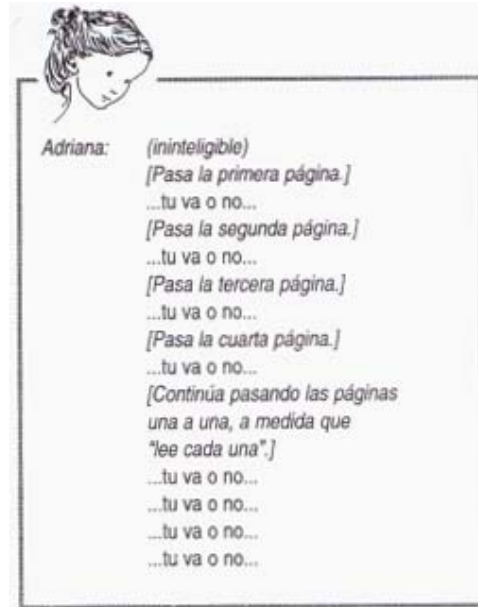 Adriana: (ininteligible)
[Pasa la primera página.]
...tu va o no...
[Pasa la segunda página.]
...tu va o no...
[Pasa la tercera página.]
...tu va o no...
[Pasa la cuarta página.]
...tu va o no...
[Continúa pasando las páginas
una a una, a medida que
"lee cada una".]
...tu va o no...
...tu va o no...
...tu va o no...
...tu va o no...